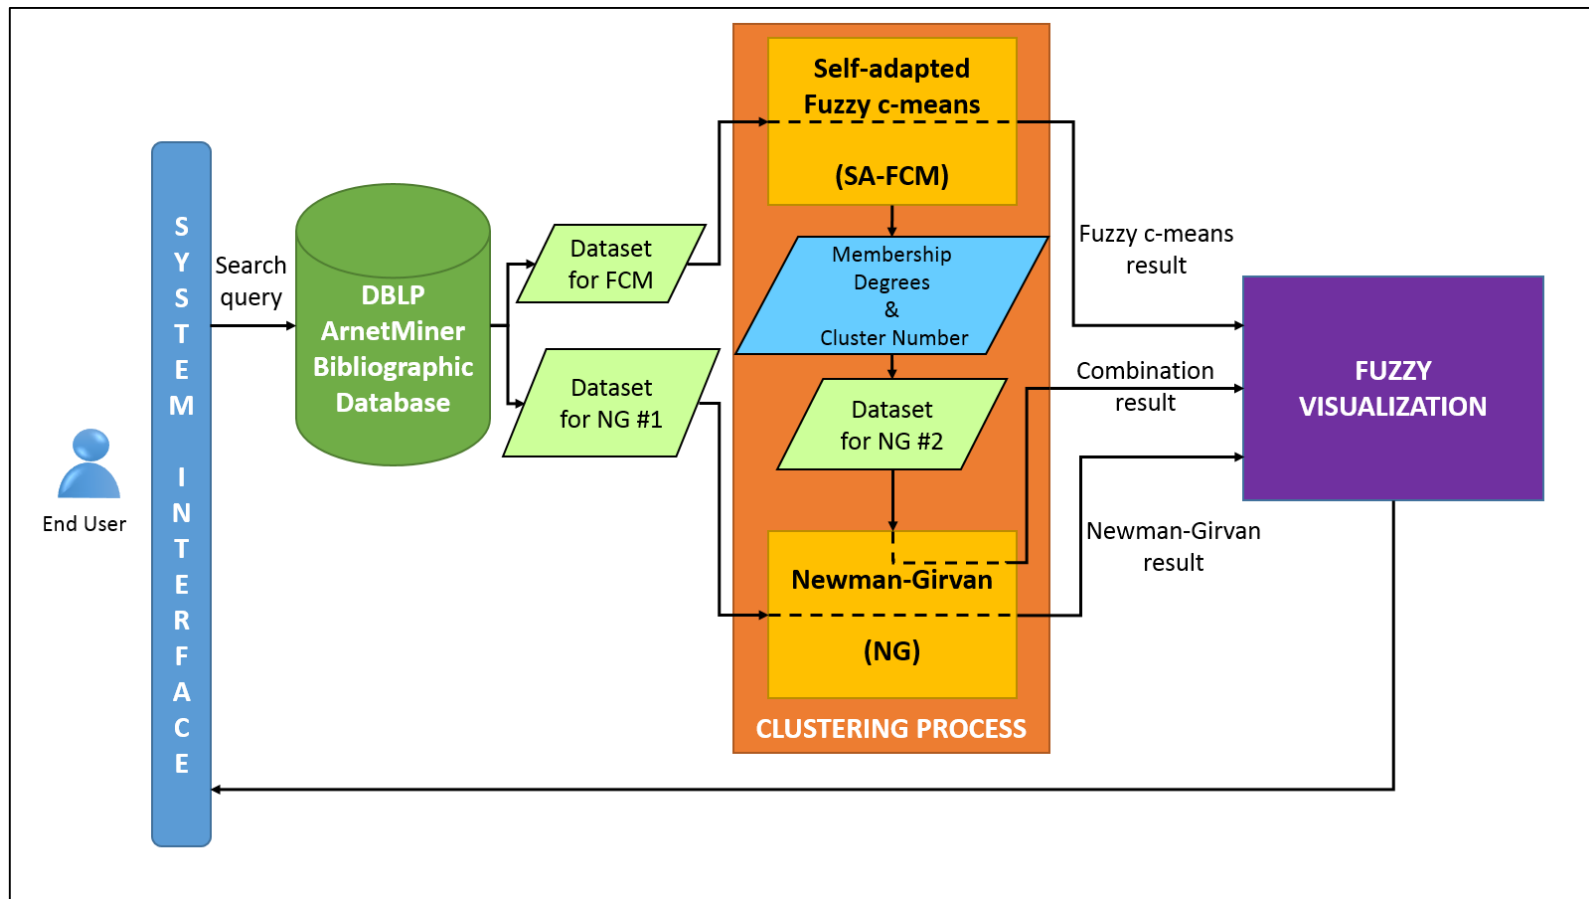 End User
SYSTEM INTERFACE
Search
query
DBLP
ArnetMiner
Bibliographic
Database
Dataset
for FCM
Dataset
for NG #1
Self-adapted
Fuzzy c-means
(SA-FCM)
Membership
Degrees
&
Cluster Number
Dataset
for NG #2
Newman-Girvan
(NG)
CLUSTERING PROCESS
Fuzzy c-means
result
Combination
result
Newman-Girvan
result
FUZZY
VISUALIZATION